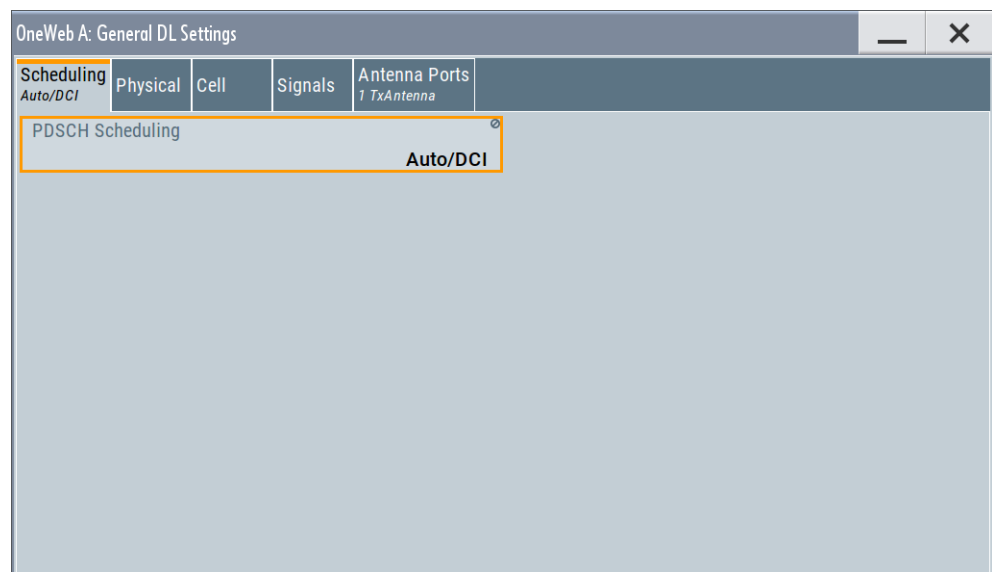 OneWeb A: General DL Settings
Scheduling
Auto/DCI
Physical
Cell
Signals
Antenna Ports
1 TxAntenna
PDSCH Scheduling
Auto/DCI